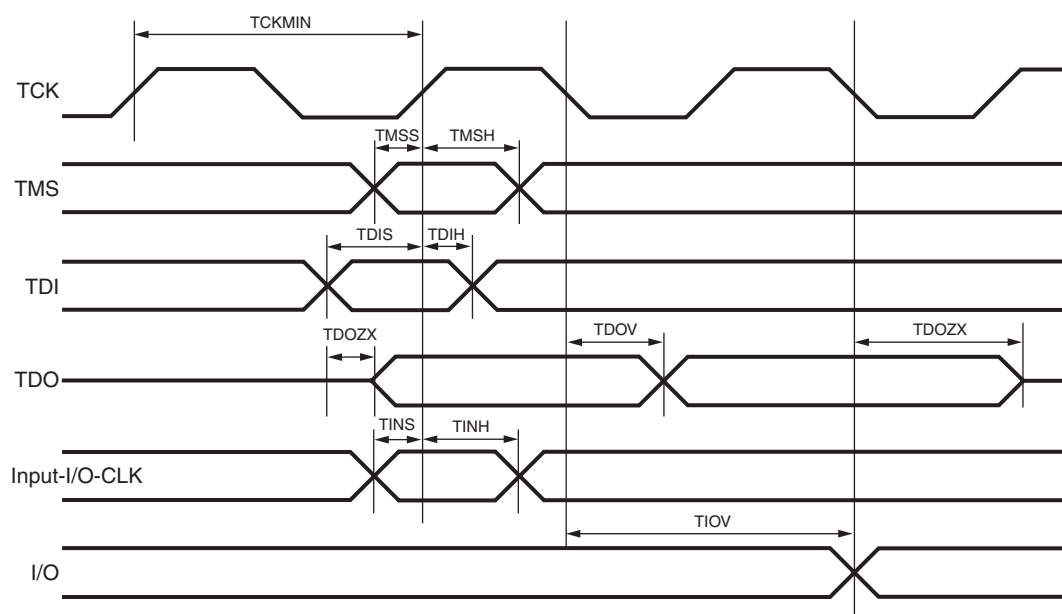 TCKMIN
TCK
TMSS TMSH
TMS
TDIS TDIH
TDI
TDOZX TDOV TDOZX
TDO
TINS TINH
Input-I/O-CLK
TIOV
I/O